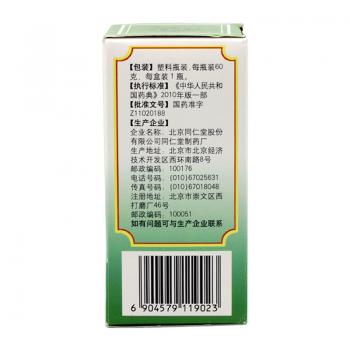 【包装】塑料瓶装,每瓶装60
克,每盒装1瓶。
【执行标准】《中华人民共和
国药典》2010年版一部
【批准文号】国药准字
Z11020188
【生产企业】
企业名称:北京同仁堂股份
有限公司同仁堂制药厂
生产地址:北京市北京经济
技术开发区西环南路8号
邮政编码:100176
电话号码:(010)67025631
传真号码:(010)67018048
注册地址:北京市崇文区西
打磨厂46号
邮政编码:100051
如有问题可与生产企业联系
6 904579 119023